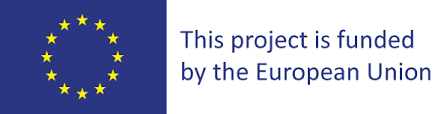 This project is funded
by the European Union